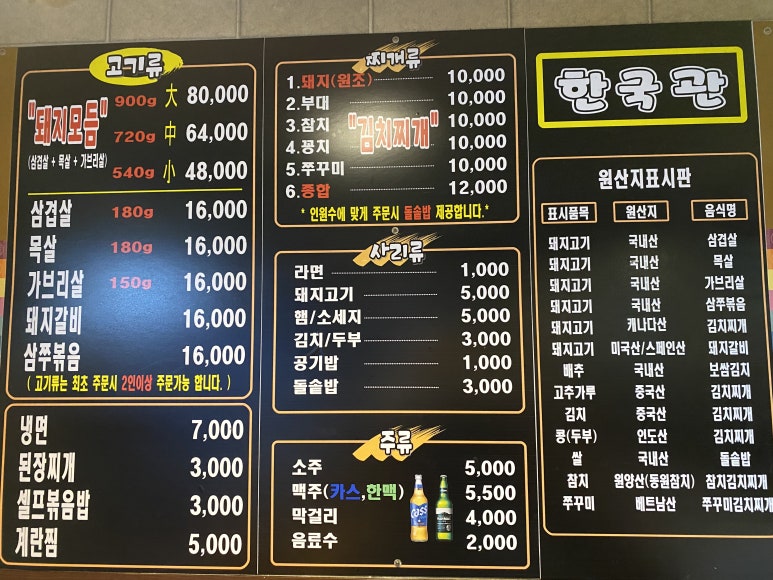 고기류
"돼지모듬"
(삼겹살 + 목살 + 가브리살)
900g 大 80,000
720g 中 64,000
540g 小 48,000
삼겹살 180g 16,000
목살 180g 16,000
가브리살 150g 16,000
돼지갈비 16,000
삼쭈볶음 16,000
( 고기류는 최초 주문시 2인이상 주문가능 합니다. )
냉면 7,000
된장찌개 3,000
셀프볶음밥 3,000
계란찜 5,000
찌개류
"김치찌개"
1.돼지(원조) 10,000
2.부대 10,000
3.참치 10,000
4.꽁치 10,000
5.쭈꾸미 10,000
6.종합 12,000
* 인원수에 맞게 주문시 돌솥밥 제공합니다.*
사리류
라면 1,000
돼지고기 5,000
햄/소세지 5,000
김치/두부 3,000
공기밥 1,000
돌솥밥 3,000
주류
소주 5,000
맥주(카스,한맥) 5,500
막걸리 4,000
음료수 2,000
Cass
한국관
원산지표시판
표시품목 원산지 음식명
돼지고기 국내산 삼겹살
돼지고기 국내산 목살
돼지고기 국내산 가브리살
돼지고기 국내산 삼쭈볶음
돼지고기 캐나다산 김치찌개
돼지고기 미국산/스페인산 돼지갈비
배추 국내산 보쌈김치
고추가루 중국산 김치찌개
김치 중국산 김치찌개
콩(두부) 인도산 김치찌개
쌀 국내산 돌솥밥
참치 원양산(동원참치) 참치김치찌개
쭈꾸미 베트남산 쭈꾸미김치찌개